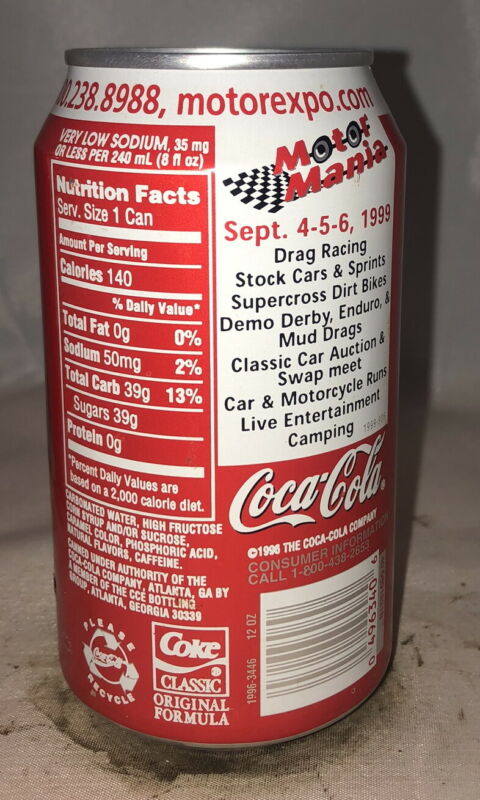 0.238.8988, motorexpo.com
VERY LOW SODIUM, 35 mg
OR LESS PER 240 mL (8 fl oz)
Nutrition Facts
Serv. Size 1 Can
Amount Per Serving
Calories 140
% Daily Value*
Total Fat 0g 0%
Sodium 50mg 2%
Total Carb 39g 13%
Sugars 39g
Protein 0g
*Percent Daily Values are
based on a 2,000 calorie diet.
CARBONATED WATER, HIGH FRUCTOSE
CORN SYRUP AND/OR SUCROSE,
CARAMEL COLOR, PHOSPHORIC ACID,
NATURAL FLAVORS, CAFFEINE.
CANNED UNDER AUTHORITY OF THE
COCA-COLA COMPANY, ATLANTA, GA BY
A MEMBER OF THE CCE BOTTLING
GROUP, ATLANTA, GEORGIA 30339
PLEASE
Coca-Cola
RECYCLE
Coke
CLASSIC
ORIGINAL
FORMULA
Motor
Mania
Sept. 4-5-6, 1999
Drag Racing
Stock Cars & Sprints
Supercross Dirt Bikes
Demo Derby, Enduro, &
Mud Drags
Classic Car Auction &
Swap meet
Car & Motorcycle Runs
Live Entertainment
Camping
Coca-Cola
©1996 THE COCA-COLA COMPANY
CONSUMER INFORMATION
CALL 1-800-438-2653
1996-3446 12 OZ
0 496340 6